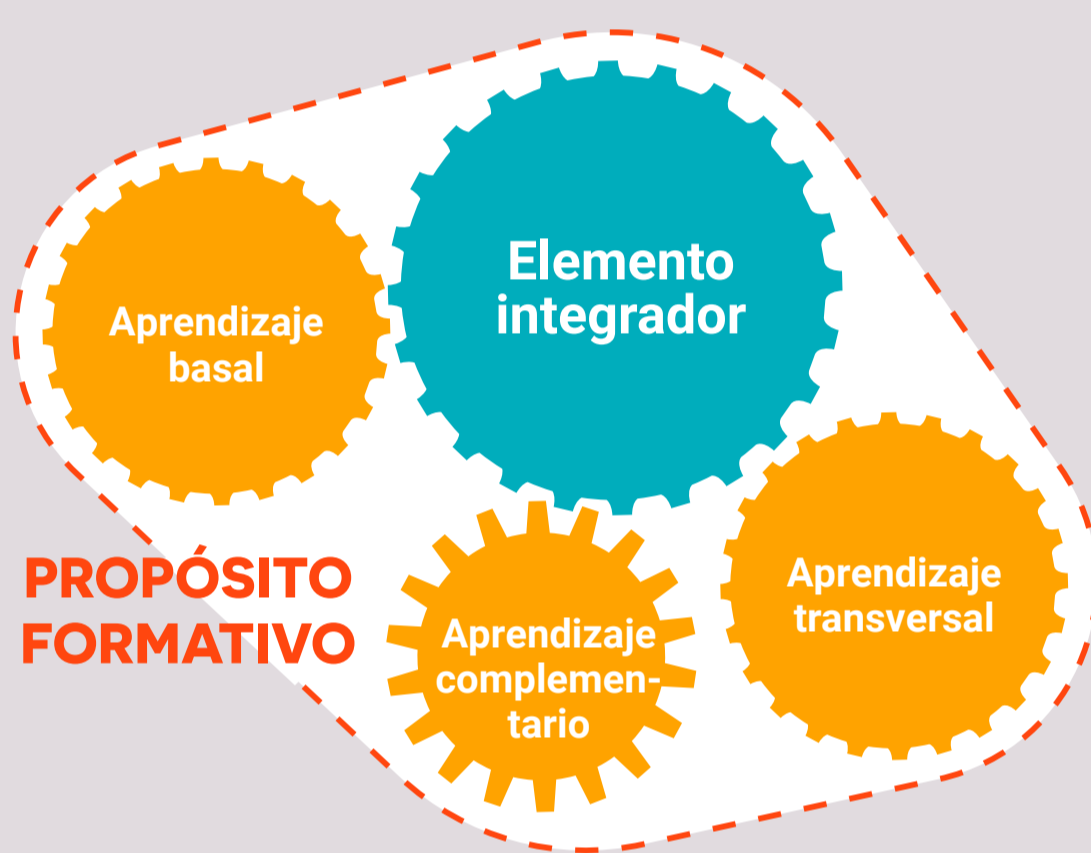 Elemento
integrador
Aprendizaje
basal
Aprendizaje
transversal
PROPÓSITO
FORMATIVO
Aprendizaje
complemen-
tario